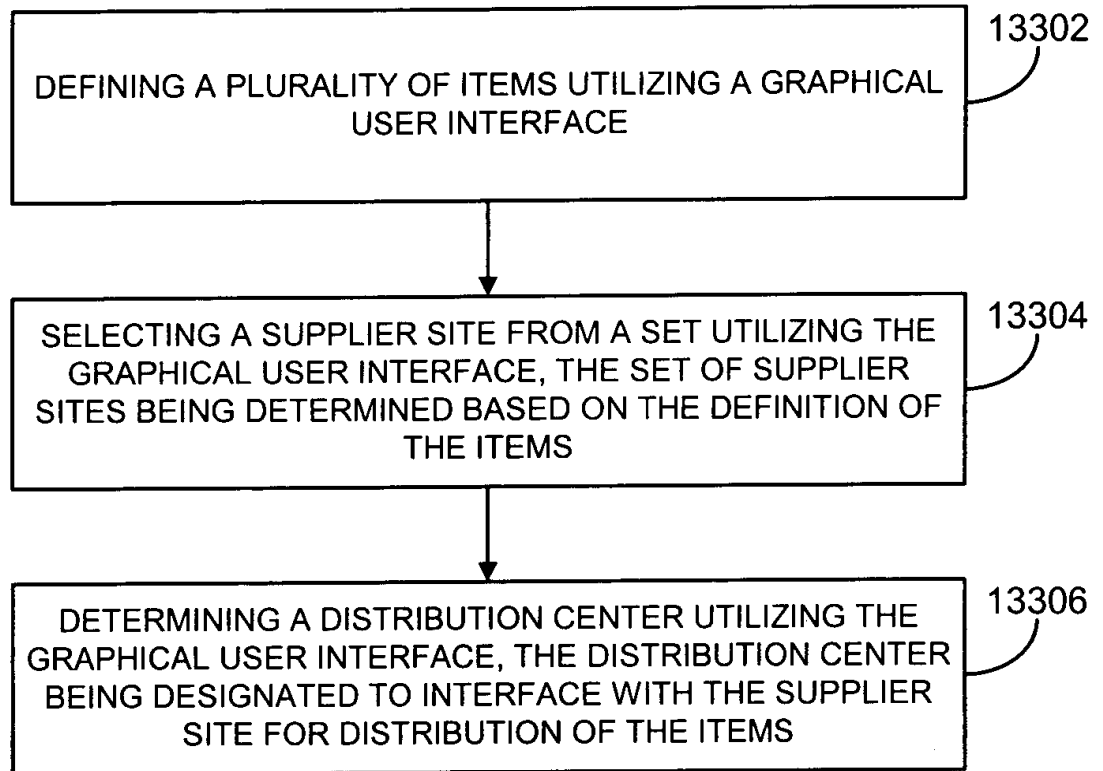 13302
DEFINING A PLURALITY OF ITEMS UTILIZING A GRAPHICAL
USER INTERFACE
13304
SELECTING A SUPPLIER SITE FROM A SET UTILIZING THE
GRAPHICAL USER INTERFACE, THE SET OF SUPPLIER
SITES BEING DETERMINED BASED ON THE DEFINITION OF
THE ITEMS
13306
DETERMINING A DISTRIBUTION CENTER UTILIZING THE
GRAPHICAL USER INTERFACE, THE DISTRIBUTION CENTER
BEING DESIGNATED TO INTERFACE WITH THE SUPPLIER
SITE FOR DISTRIBUTION OF THE ITEMS